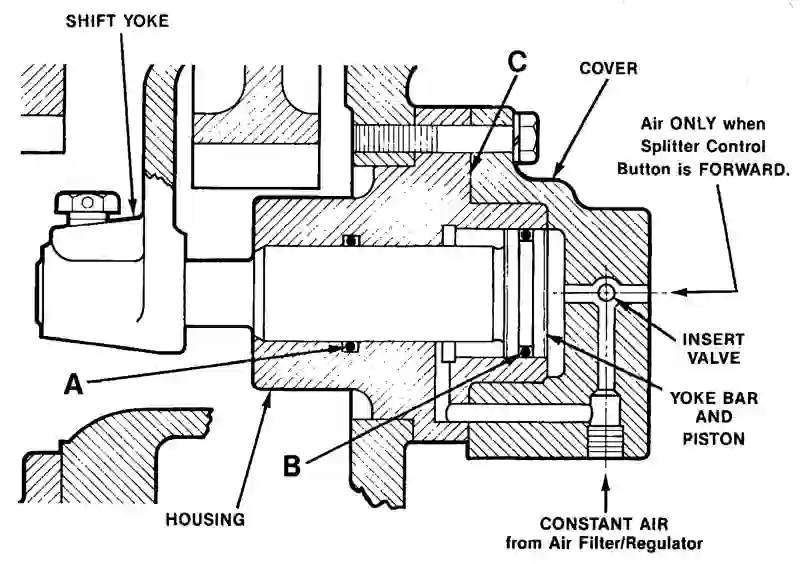 SHIFT YOKE
C
COVER
Air ONLY when
Splitter Control
Button is FORWARD.
INSERT
VALVE
A
YOKE BAR
AND
PISTON
B
HOUSING
CONSTANT AIR
from Air Filter/Regulator